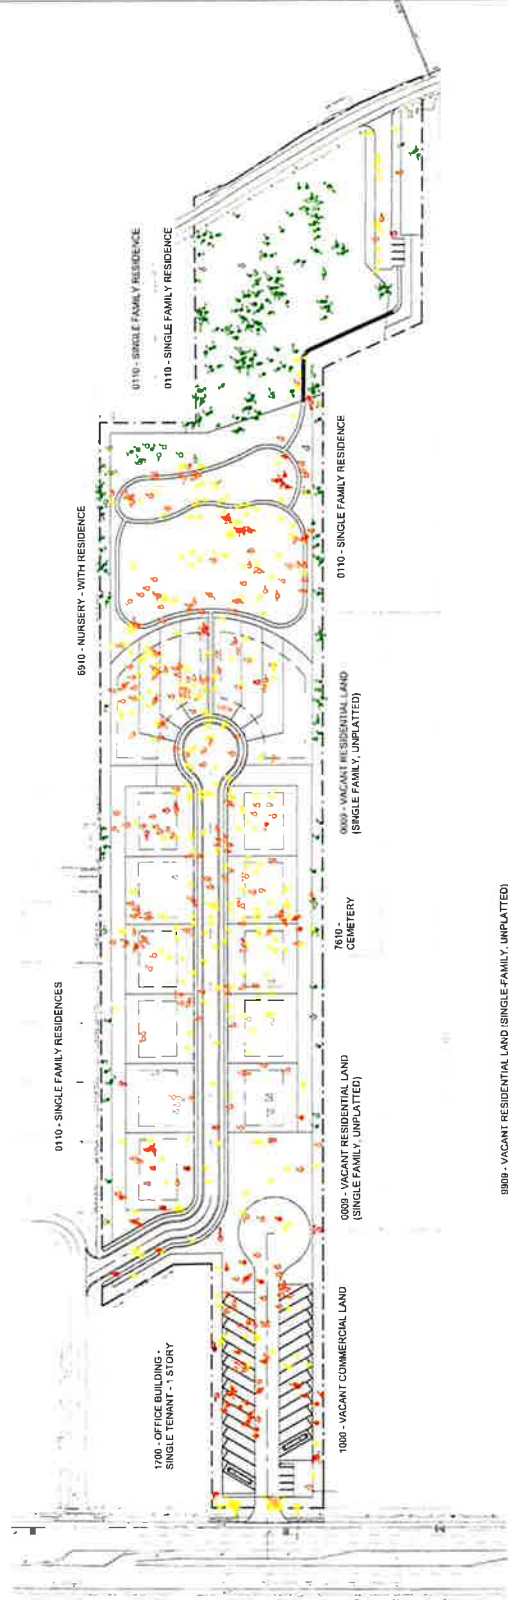 0110 - SINGLE FAMILY RESIDENCE
0110 - SINGLE FAMILY RESIDENCE
0110 - SINGLE FAMILY RESIDENCE
6910 - NURSERY - WITH RESIDENCE
0009 - VACANT RESIDENTIAL LAND
(SINGLE FAMILY, UNPLATTED)
7610 -
CEMETERY
0110 - SINGLE FAMILY RESIDENCES
0009 - VACANT RESIDENTIAL LAND
(SINGLE FAMILY, UNPLATTED)
9909 - VACANT RESIDENTIAL LAND (SINGLE-FAMILY, UNPLATTED)
1700 - OFFICE BUILDING -
SINGLE TENANT - 1 STORY
1000 - VACANT COMMERCIAL LAND